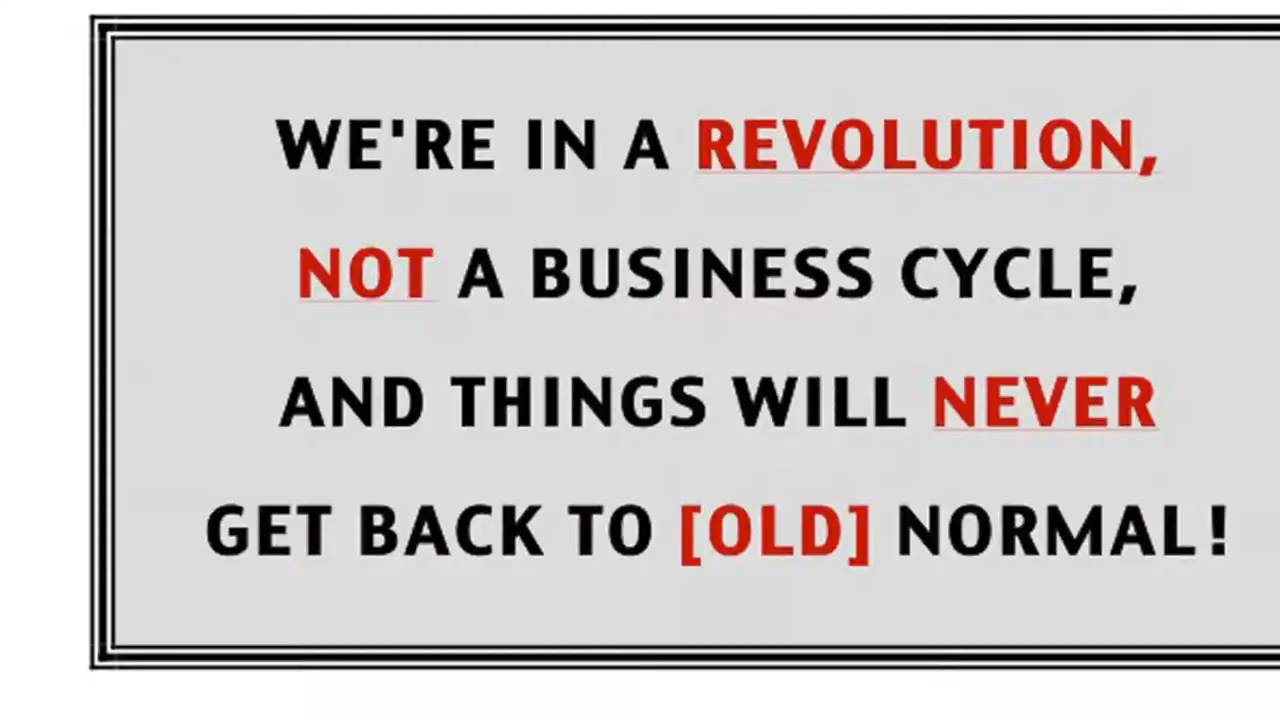 WE'RE IN A REVOLUTION,
NOT A BUSINESS CYCLE,
AND THINGS WILL NEVER
GET BACK TO [OLD] NORMAL!